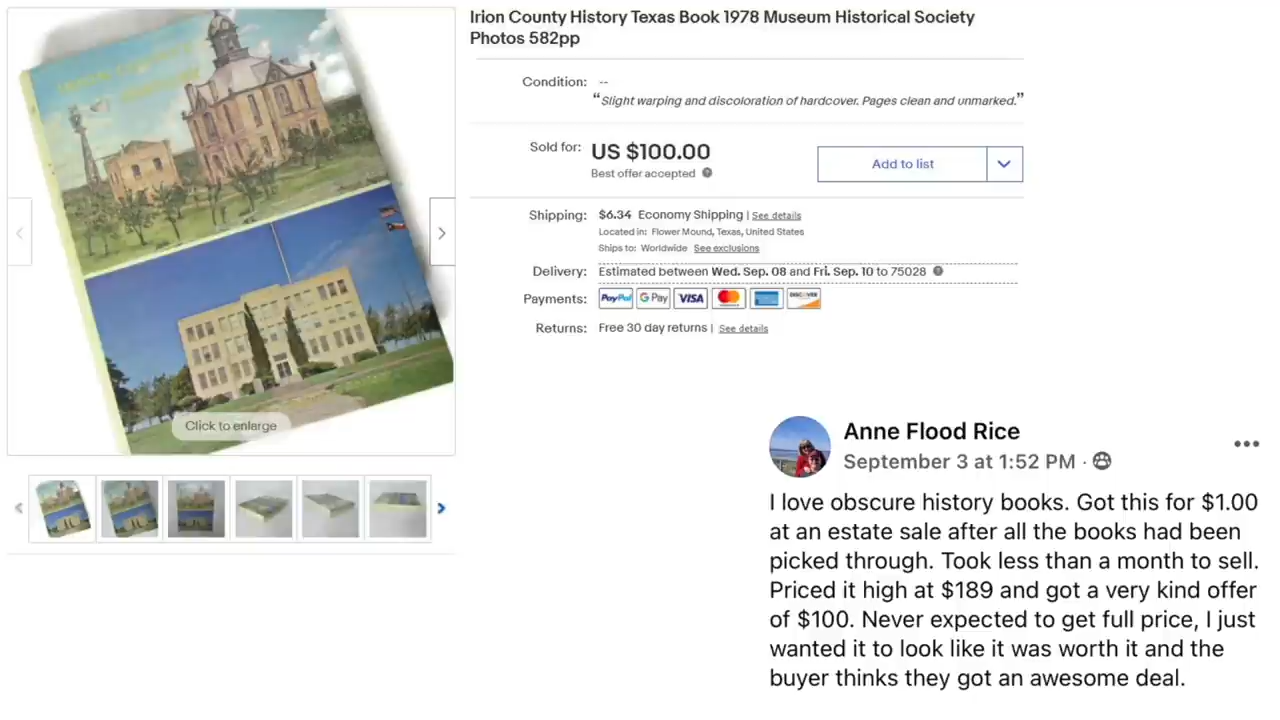 Irion County History Texas Book 1978 Museum Historical Society
Photos 582pp
Condition: --
“Slight warping and discoloration of hardcover. Pages clean and unmarked.”
Sold for: US $100.00
Best offer accepted
Add to list
Shipping: $6.34 Economy Shipping | See details
Located in: Flower Mound, Texas, United States
Ships to: Worldwide See exclusions
Delivery: Estimated between Wed. Sep. 08 and Fri. Sep. 10 to 75028
Payments: PayPal G Pay VISA DISCOVER
Returns: Free 30 day returns | See details
Click to enlarge
Anne Flood Rice
September 3 at 1:52 PM ·
I love obscure history books. Got this for $1.00
at an estate sale after all the books had been
picked through. Took less than a month to sell.
Priced it high at $189 and got a very kind offer
of $100. Never expected to get full price, I just
wanted it to look like it was worth it and the
buyer thinks they got an awesome deal.